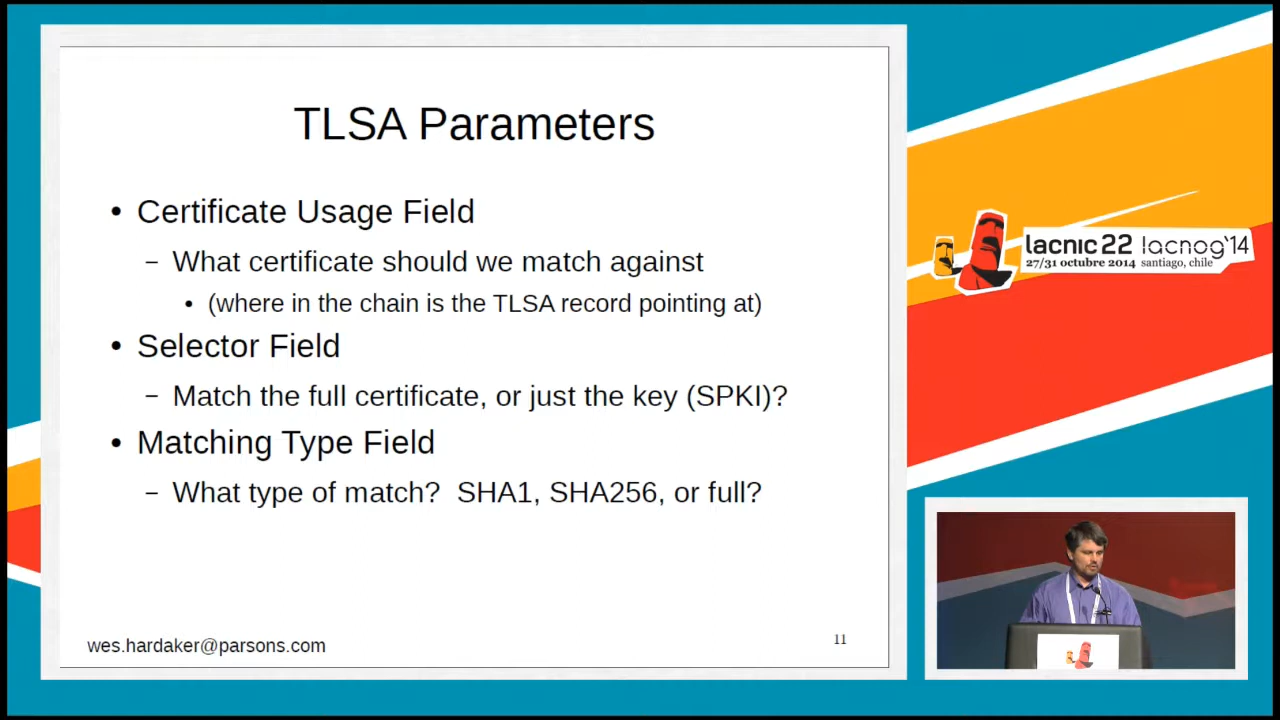 TLSA Parameters
• Certificate Usage Field
– What certificate should we match against
• (where in the chain is the TLSA record pointing at)
• Selector Field
– Match the full certificate, or just the key (SPKI)?
• Matching Type Field
– What type of match?  SHA1, SHA256, or full?
wes.hardaker@parsons.com
11
lacnic 22 lacnog'14
27/31 octubre 2014 santiago, chile